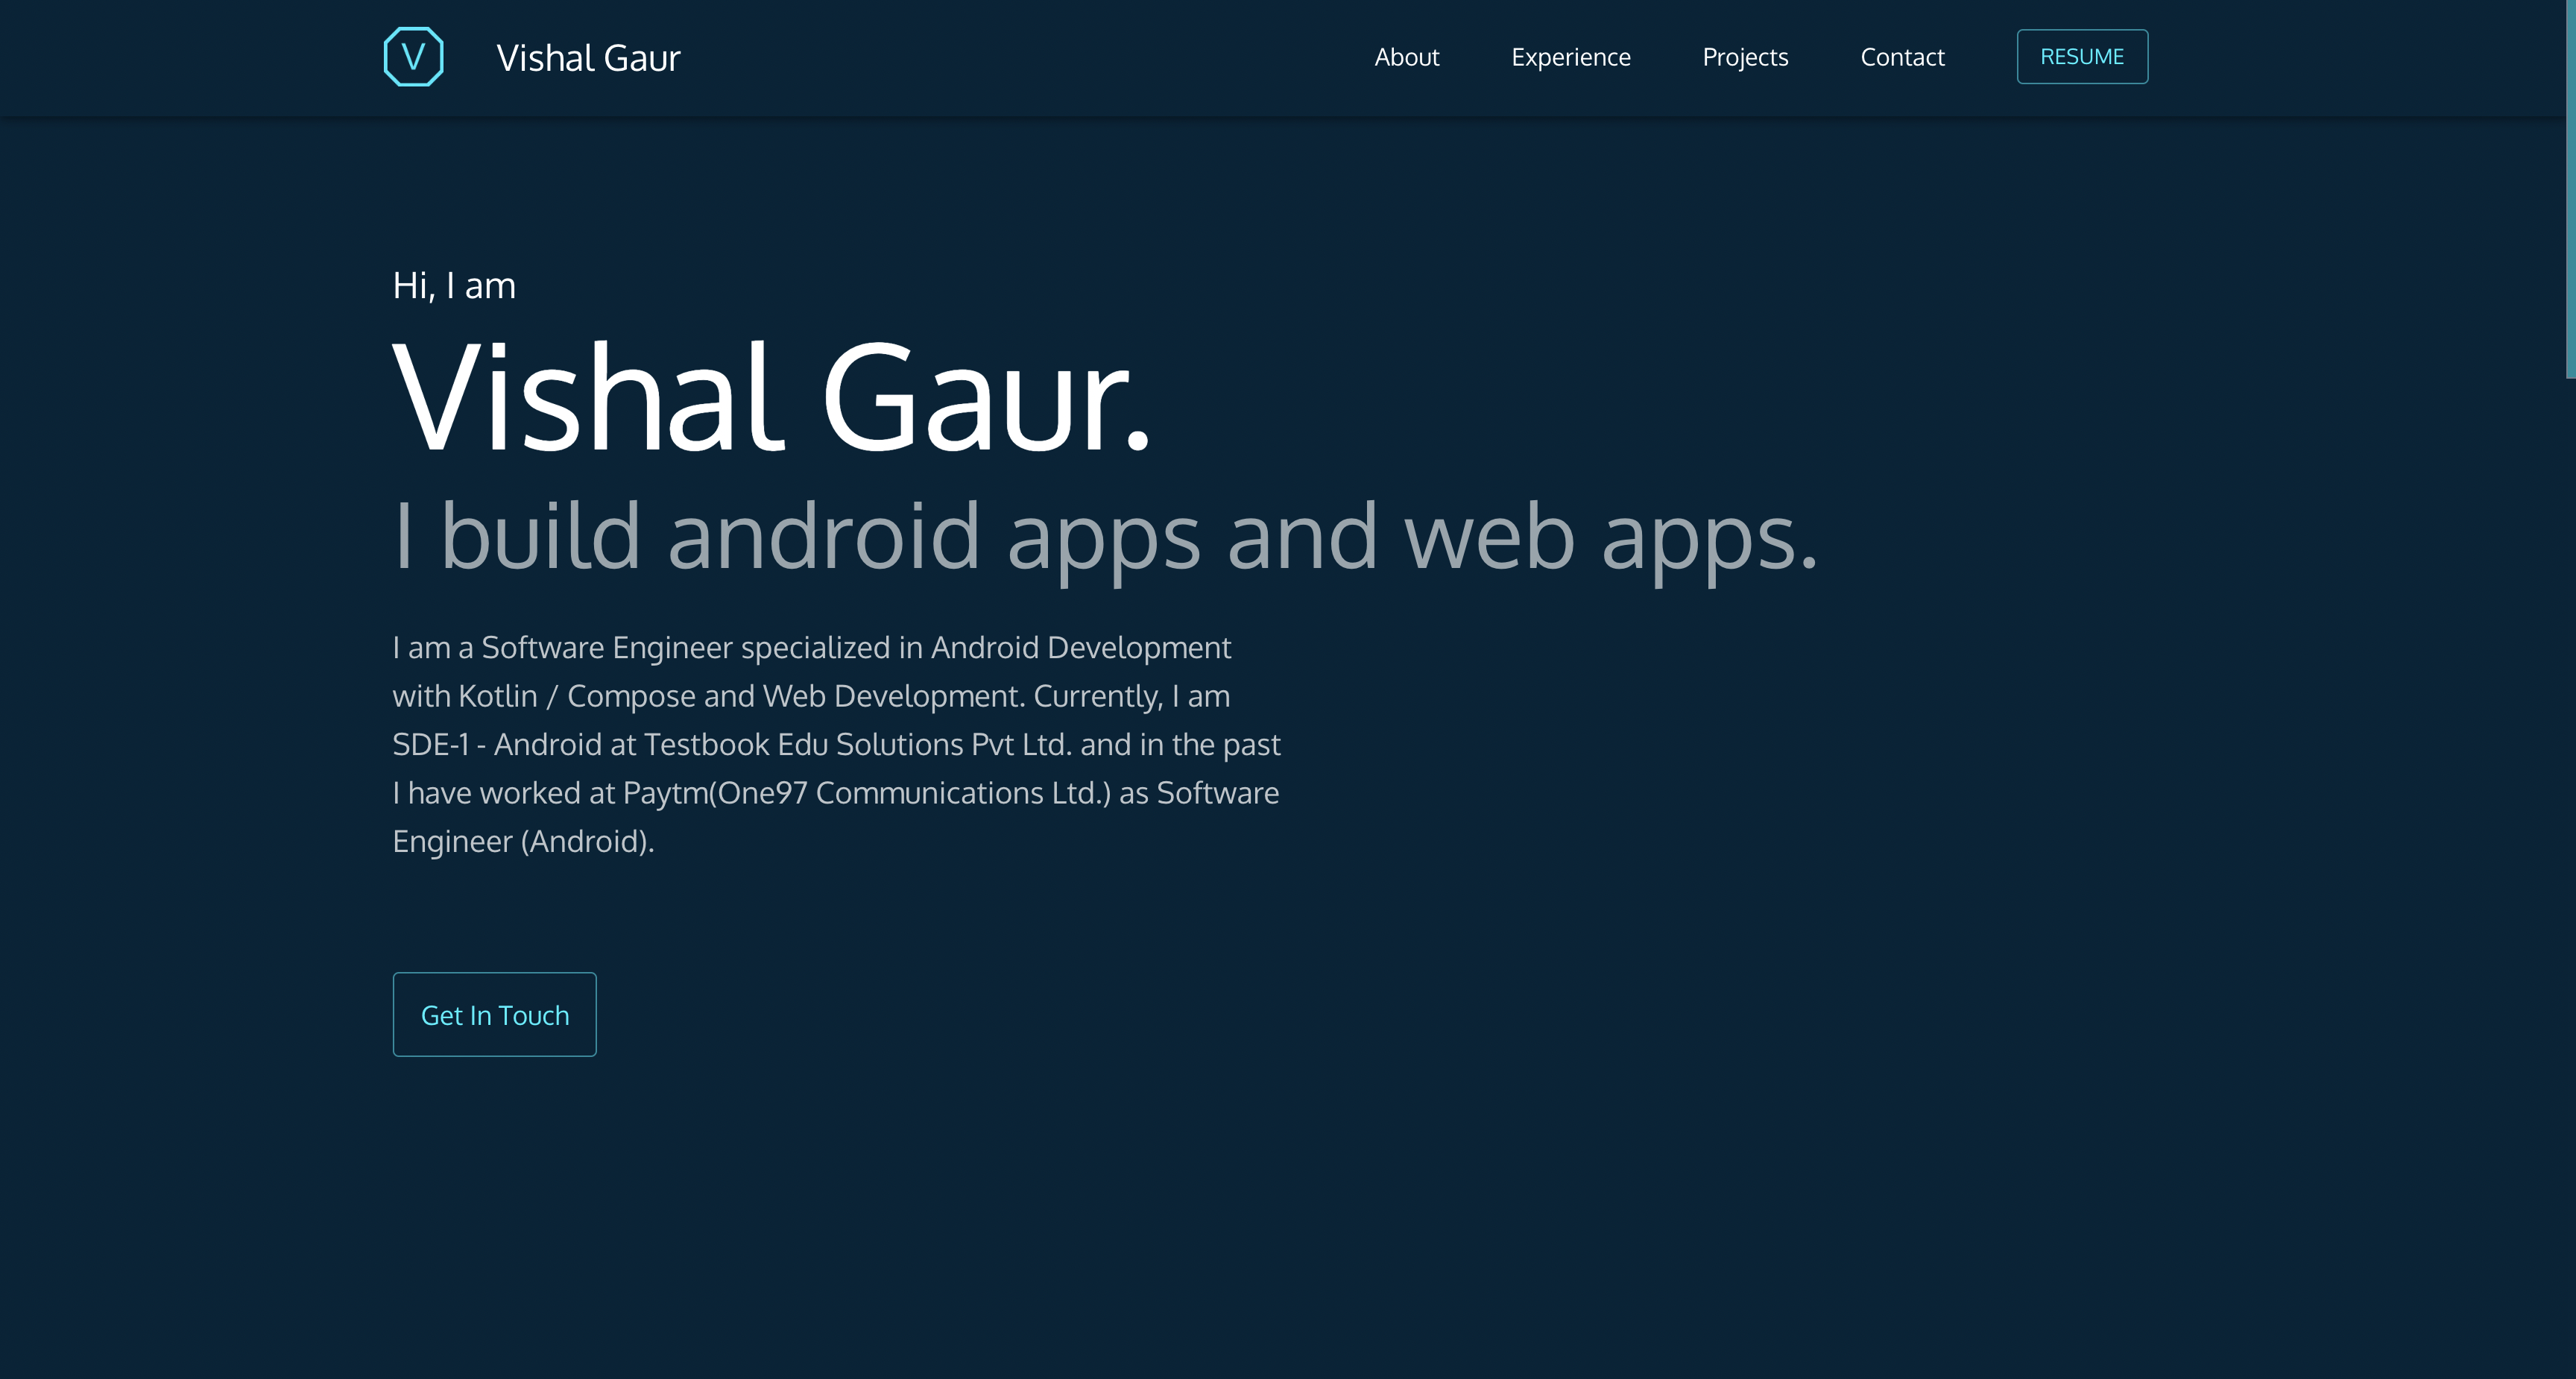 V
Vishal Gaur
About
Experience
Projects
Contact
RESUME
Hi, I am
Vishal Gaur.
I build android apps and web apps.
I am a Software Engineer specialized in Android Development
with Kotlin / Compose and Web Development. Currently, I am
SDE-1 - Android at Testbook Edu Solutions Pvt Ltd. and in the past
I have worked at Paytm(One97 Communications Ltd.) as Software
Engineer (Android).
Get In Touch